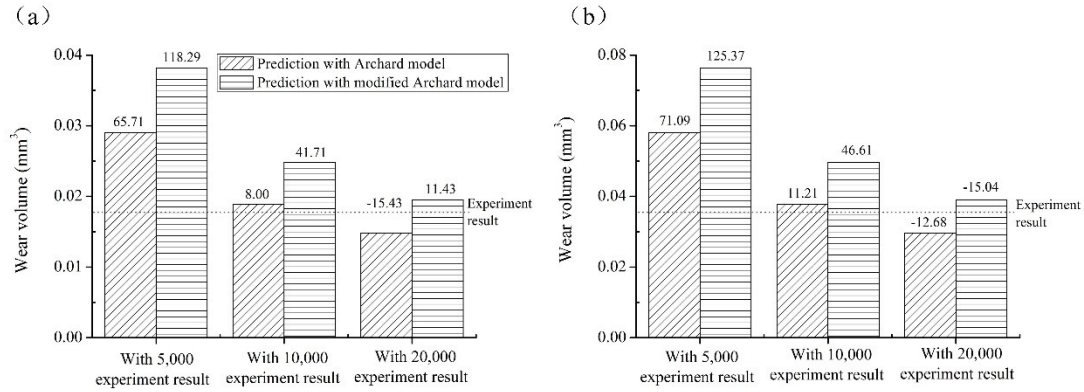 (a)
Wear volume (mm³)
0.04
0.03
0.02
0.01
0.00
Prediction with Archard model
Prediction with modified Archard model
118.29
65.71
41.71
8.00
-15.43
11.43
Experiment
result
With 5,000
experiment result
With 10,000
experiment result
With 20,000
experiment result
(b)
Wear volume (mm³)
0.08
0.06
0.04
0.02
0.00
125.37
71.09
46.61
11.21
-15.04
-12.68
Experiment
result
With 5,000
experiment result
With 10,000
experiment result
With 20,000
experiment result